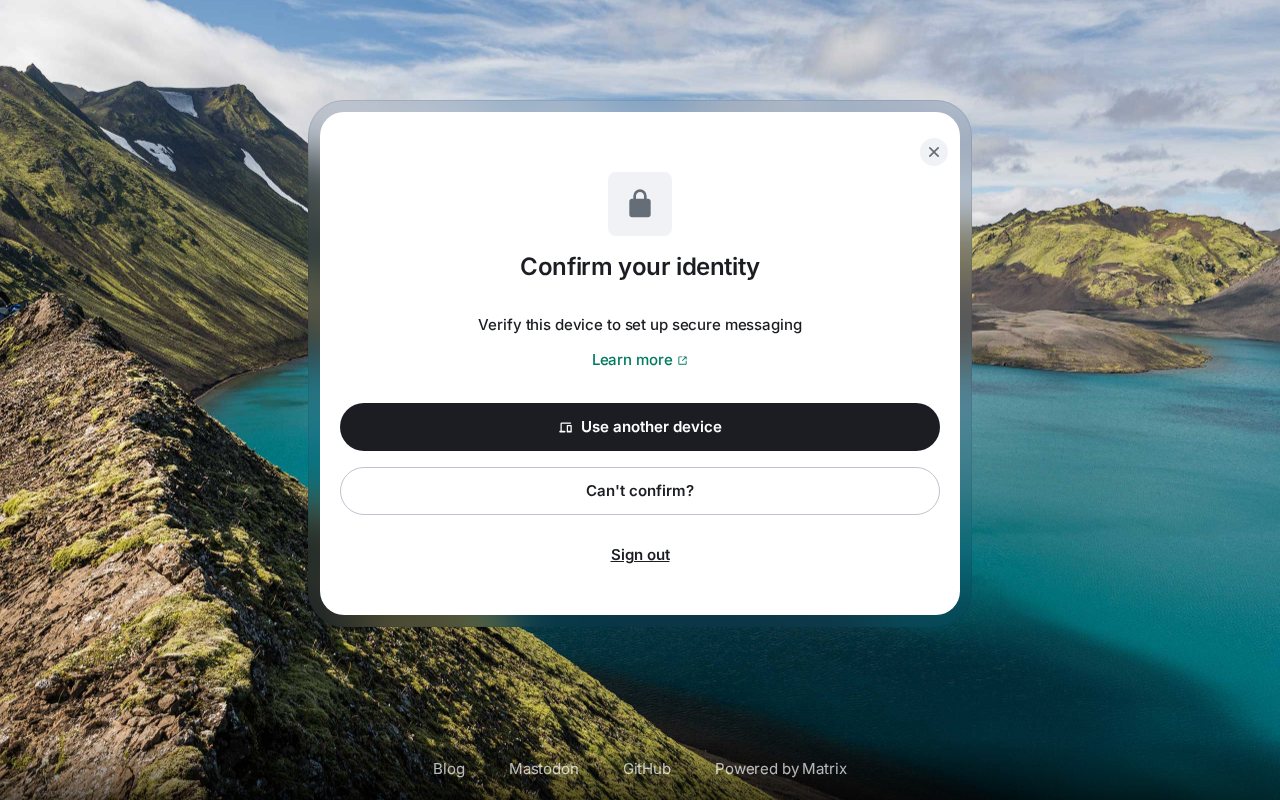 Confirm your identity
Verify this device to set up secure messaging
Learn more
Use another device
Can't confirm?
Sign out
Blog
Mastodon
GitHub
Powered by Matrix